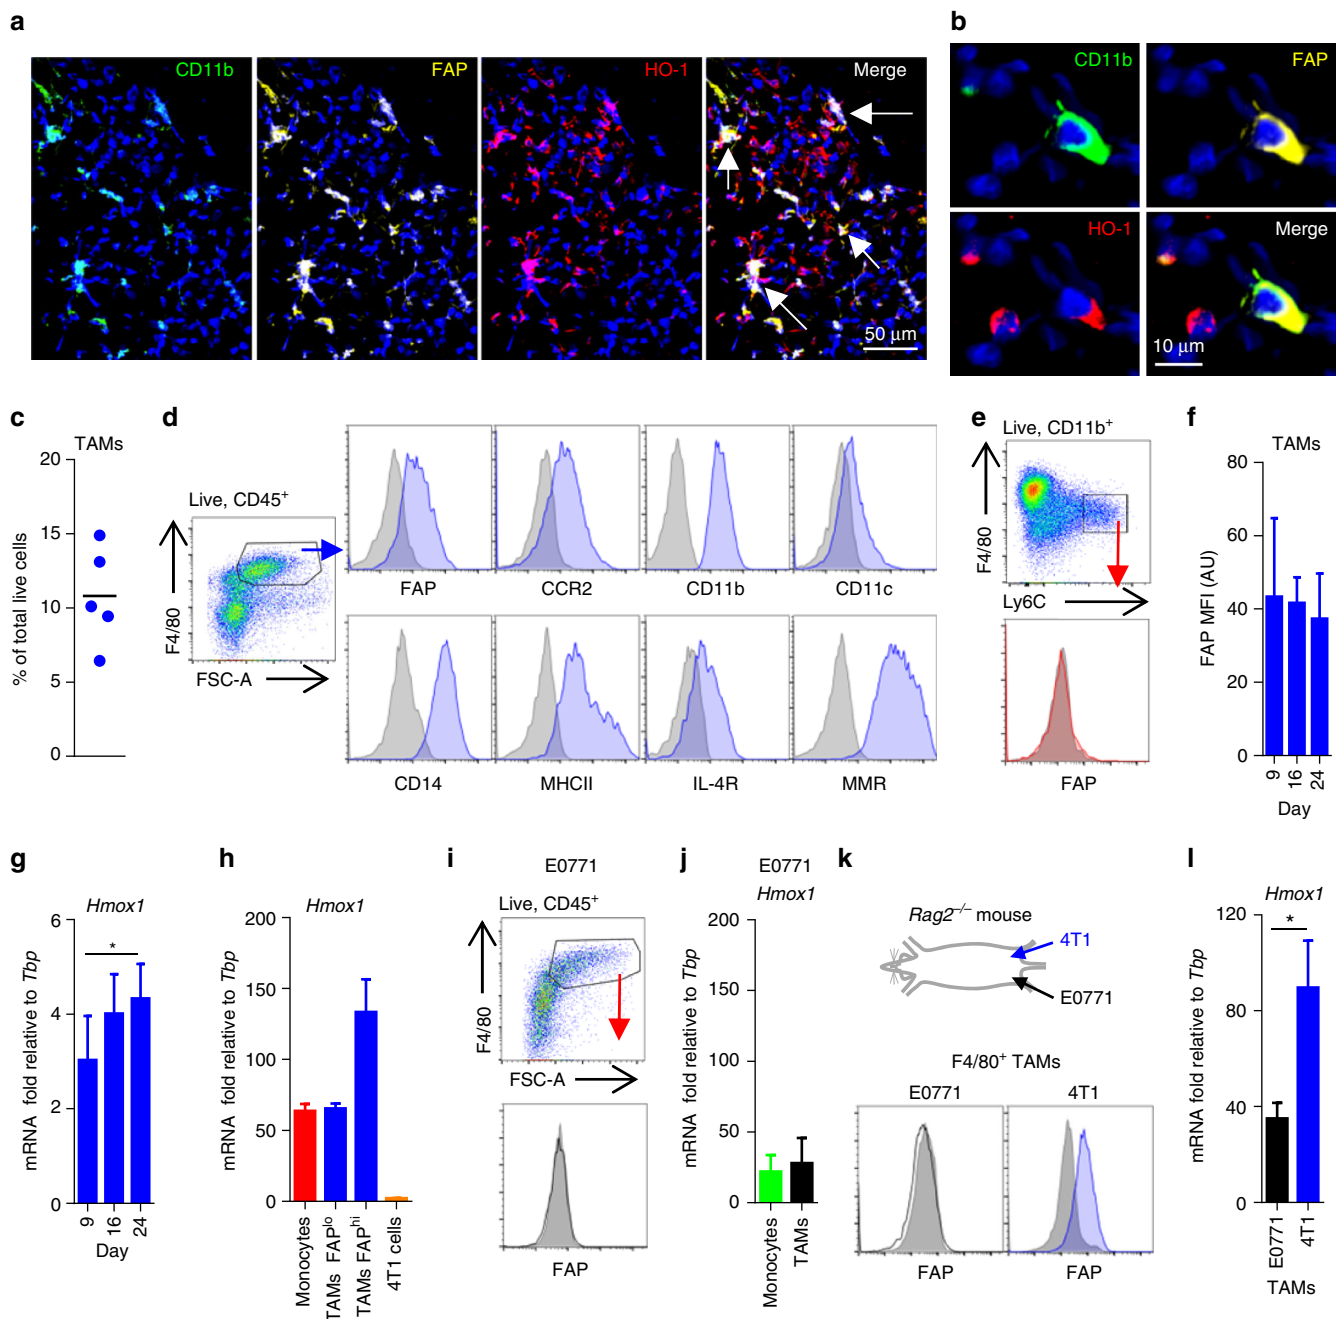 a
CD11b
FAP
HO-1
Merge
50 μm
b
CD11b
FAP
HO-1
Merge
10 μm
c
TAMs
% of total live cells
20
15
10
5
0
d
Live, CD45+
F4/80
FSC-A
FAP
CCR2
CD11b
CD11c
CD14
MHCII
IL-4R
MMR
e
Live, CD11b+
F4/80
Ly6C
FAP
f
TAMs
FAP MFI (AU)
80
60
40
20
0
9
16
24
Day
g
Hmox1
mRNA fold relative to Tbp
6
4
2
0
*
9
16
24
Day
h
Hmox1
mRNA fold relative to Tbp
200
150
100
50
0
Monocytes
TAMs FAPlo
TAMs FAPhi
4T1 cells
i
E0771
Live, CD45+
F4/80
FSC-A
FAP
j
E0771
Hmox1
mRNA fold relative to Tbp
200
150
100
50
0
Monocytes
TAMs
k
Rag2–/– mouse
4T1
E0771
F4/80+ TAMs
E0771
4T1
FAP
FAP
l
Hmox1
mRNA fold relative to Tbp
120
80
40
0
*
E0771
4T1
TAMs